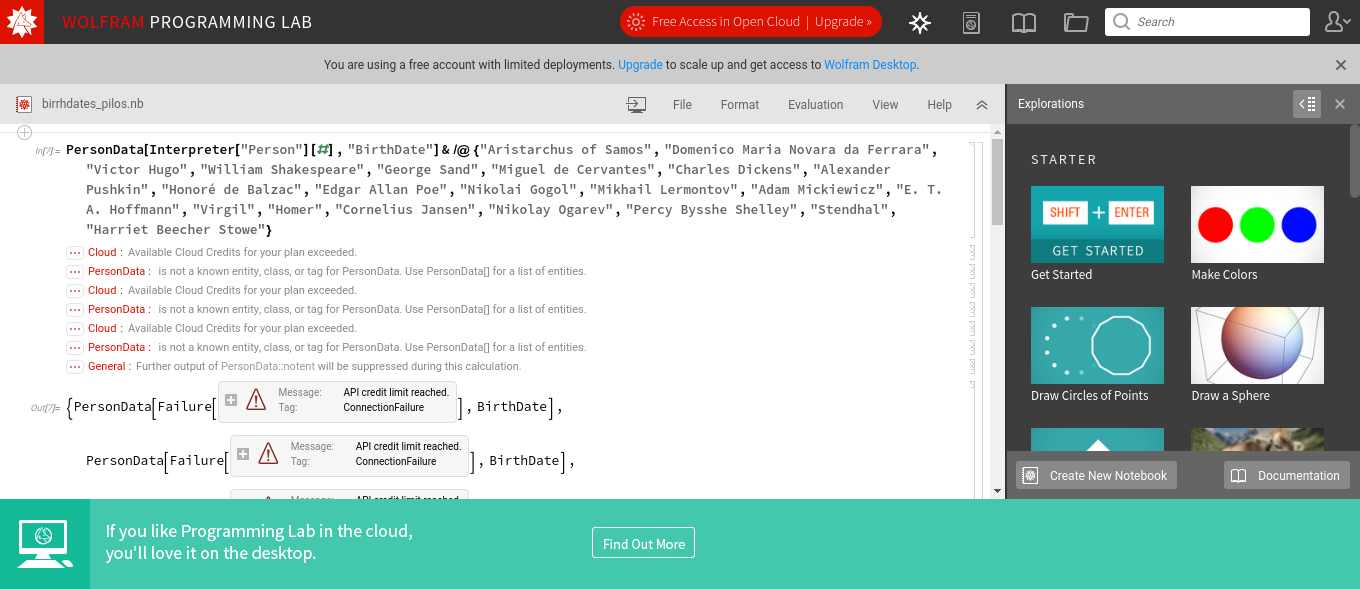 WOLFRAM PROGRAMMING LAB
Free Access in Open Cloud | Upgrade »
Search
You are using a free account with limited deployments. Upgrade to scale up and get access to Wolfram Desktop.
birrhdates_pilos.nb
File Format Evaluation View Help
In[7]:= PersonData[Interpreter["Person"][#], "BirthDate"] & /@ {"Aristarchus of Samos", "Domenico Maria Novara da Ferrara",
"Victor Hugo", "William Shakespeare", "George Sand", "Miguel de Cervantes", "Charles Dickens", "Alexander
Pushkin", "Honoré de Balzac", "Edgar Allan Poe", "Nikolai Gogol", "Mikhail Lermontov", "Adam Mickiewicz", "E. T.
A. Hoffmann", "Virgil", "Homer", "Cornelius Jansen", "Nikolay Ogarev", "Percy Bysshe Shelley", "Stendhal",
"Harriet Beecher Stowe"}
Cloud : Available Cloud Credits for your plan exceeded.
PersonData : is not a known entity, class, or tag for PersonData. Use PersonData[] for a list of entities.
Cloud : Available Cloud Credits for your plan exceeded.
PersonData : is not a known entity, class, or tag for PersonData. Use PersonData[] for a list of entities.
Cloud : Available Cloud Credits for your plan exceeded.
PersonData : is not a known entity, class, or tag for PersonData. Use PersonData[] for a list of entities.
General : Further output of PersonData::notent will be suppressed during this calculation.
Out[7]= {PersonData[Failure[
Message: API credit limit reached.
Tag: ConnectionFailure
], BirthDate],
PersonData[Failure[
Message: API credit limit reached.
Tag: ConnectionFailure
], BirthDate],
Message: API credit limit reached.
Explorations
STARTER
SHIFT + ENTER
GET STARTED
Get Started
Make Colors
Draw Circles of Points
Draw a Sphere
Create New Notebook
Documentation
If you like Programming Lab in the cloud,
you'll love it on the desktop.
Find Out More